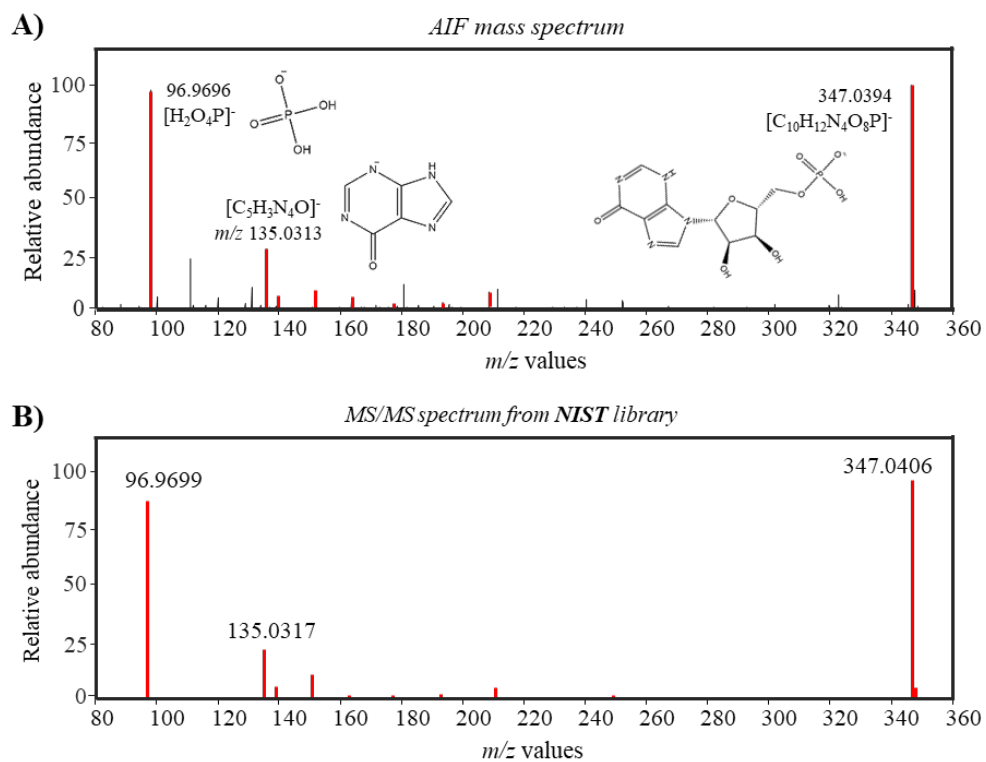 A)
AIF mass spectrum
Relative abundance
100
75
50
25
0
96.9696
[H₂O₄P]⁻
O⁻
P
OH
O
OH
[C₅H₃N₄O]⁻
m/z 135.0313
N⁻
H
N
N
N
O
347.0394
[C₁₀H₁₂N₄O₈P]⁻
80 100 120 140 160 180 200 220 240 260 280 300 320 340 360
m/z values
B)
MS/MS spectrum from NIST library
Relative abundance
100
75
50
25
0
96.9699
135.0317
347.0406
80 100 120 140 160 180 200 220 240 260 280 300 320 340 360
m/z values